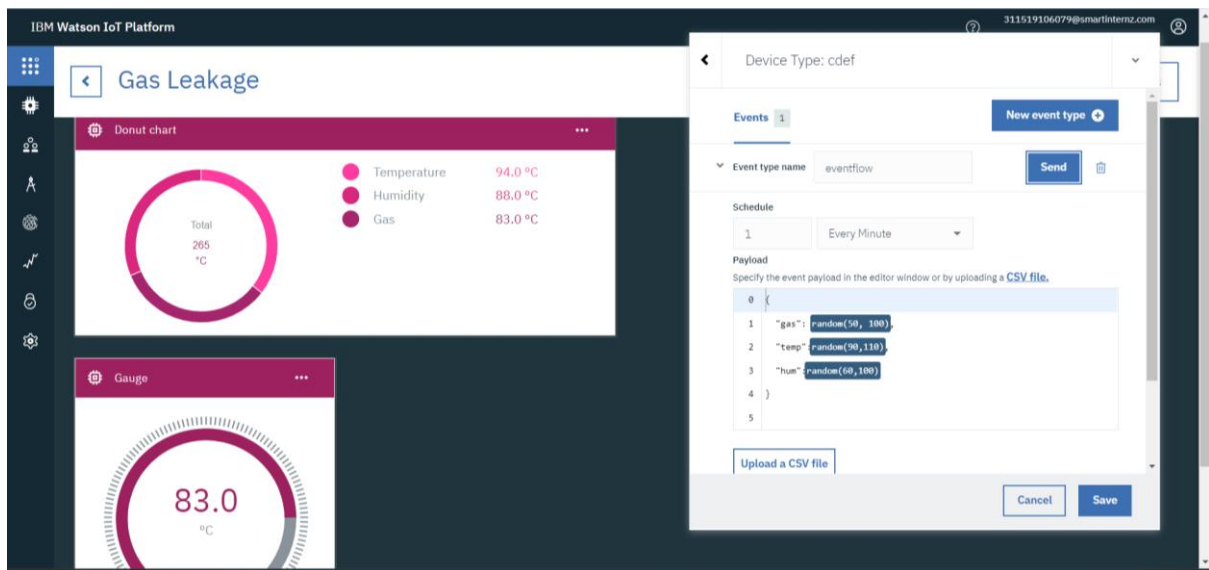 IBM Watson IoT Platform
311519106079@smartinternz.com
Gas Leakage
Donut chart
Total
265
°C
Temperature 94.0 °C
Humidity 88.0 °C
Gas 83.0 °C
Gauge
83.0
°C
Device Type: cdef
Events 1
New event type
Event type name eventflow Send
Schedule
1 Every Minute
Payload
Specify the event payload in the editor window or by uploading a CSV file.
0 {
1 "gas": random(50, 100),
2 "temp":random(90,110),
3 "hum":random(60,100)
4 }
5
Upload a CSV file
Cancel Save